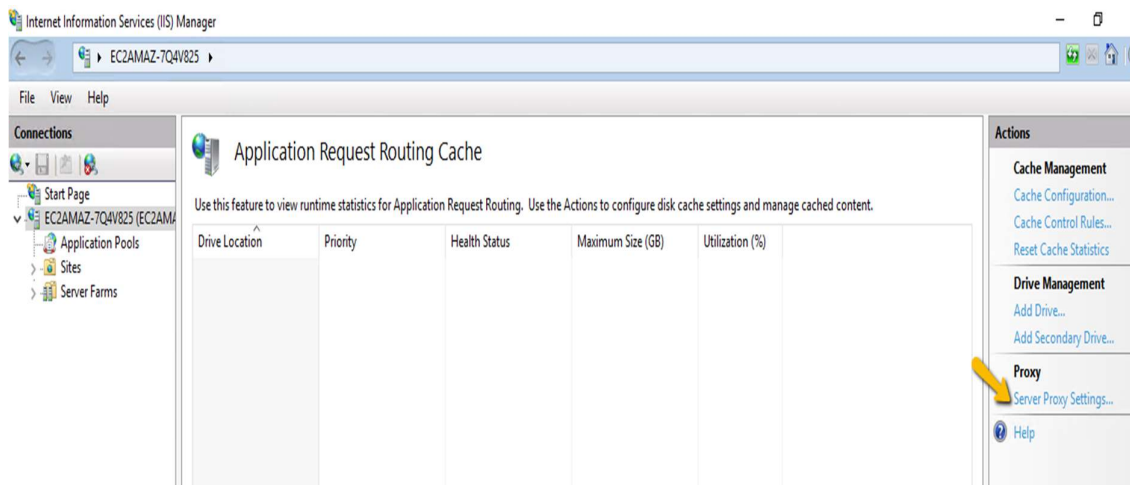 Internet Information Services (IIS) Manager
EC2AMAZ-7Q4V825
File View Help
Connections
Start Page
EC2AMAZ-7Q4V825 (EC2AMA
Application Pools
Sites
Server Farms
Application Request Routing Cache
Use this feature to view runtime statistics for Application Request Routing. Use the Actions to configure disk cache settings and manage cached content.
Drive Location Priority Health Status Maximum Size (GB) Utilization (%)
Actions
Cache Management
Cache Configuration...
Cache Control Rules...
Reset Cache Statistics
Drive Management
Add Drive...
Add Secondary Drive...
Proxy
Server Proxy Settings...
Help